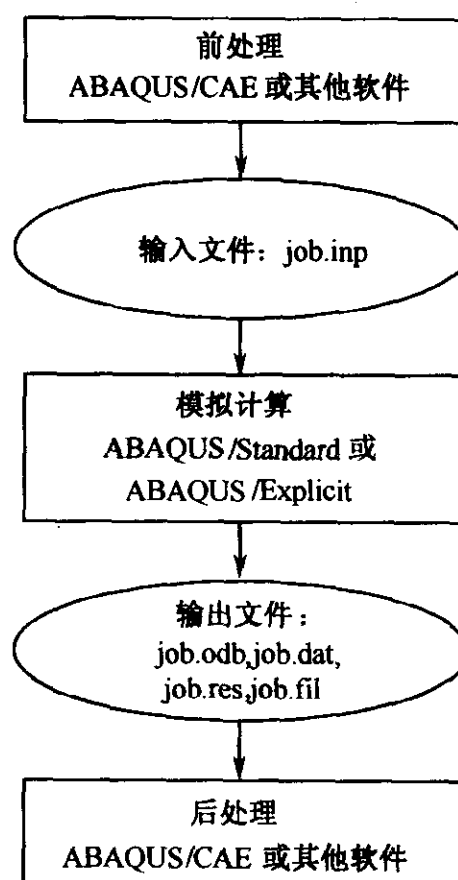 前处理
ABAQUS/CAE 或其他软件
输入文件：job.inp
模拟计算
ABAQUS/Standard 或
ABAQUS/Explicit
输出文件：
job.odb,job.dat,
job.res,job.fil
后处理
ABAQUS/CAE 或其他软件